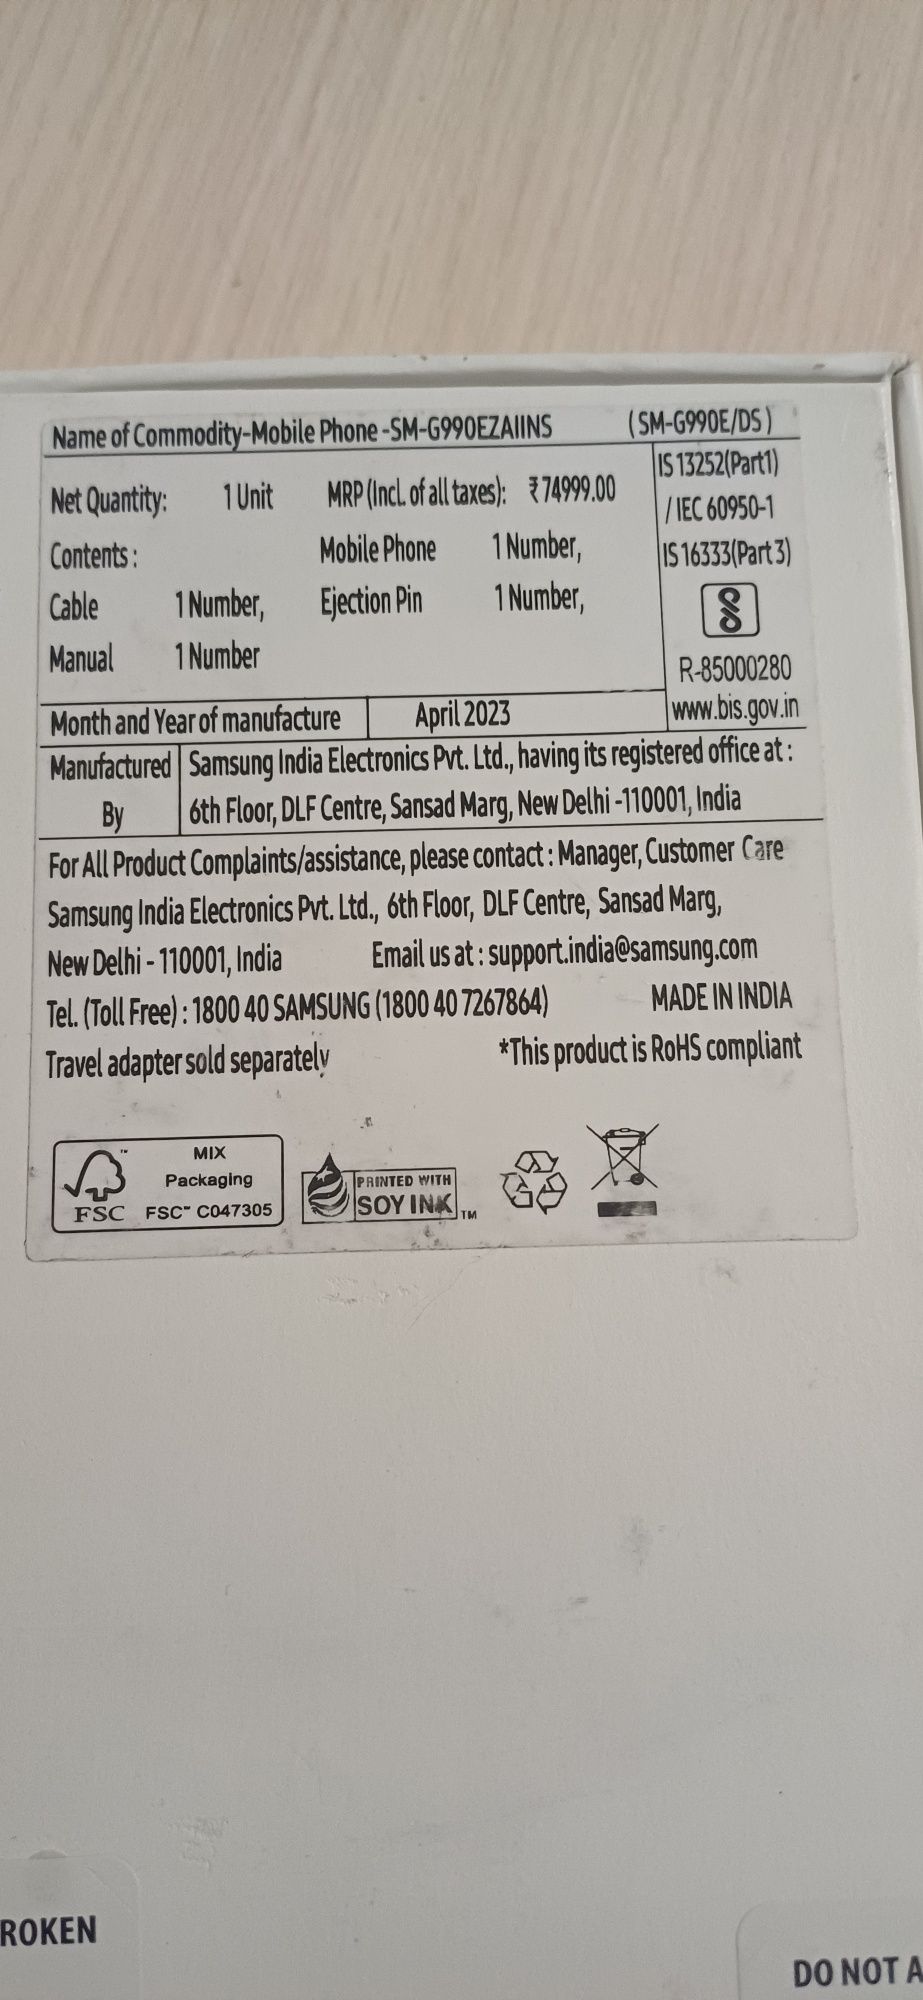 Name of Commodity-Mobile Phone -SM-G990EZAIINS (SM-G990E/DS)
Net Quantity: 1 Unit MRP (Incl. of all taxes): ₹74999.00
IS 13252(Part1)
/ IEC 60950-1
Contents : Mobile Phone 1 Number,
IS 16333(Part 3)
Cable 1 Number, Ejection Pin 1 Number,
Manual 1 Number
R-85000280
www.bis.gov.in
Month and Year of manufacture April 2023
Manufactured By
Samsung India Electronics Pvt. Ltd., having its registered office at :
6th Floor, DLF Centre, Sansad Marg, New Delhi -110001, India
For All Product Complaints/assistance, please contact : Manager, Customer Care
Samsung India Electronics Pvt. Ltd., 6th Floor, DLF Centre, Sansad Marg,
New Delhi - 110001, India Email us at : support.india@samsung.com
Tel. (Toll Free) : 1800 40 SAMSUNG (1800 40 7267864) MADE IN INDIA
Travel adapter sold separately *This product is RoHS compliant
™ MIX
Packaging
FSC FSC™ C047305
PRINTED WITH
SOY INK ™
ROKEN
DO NOT A